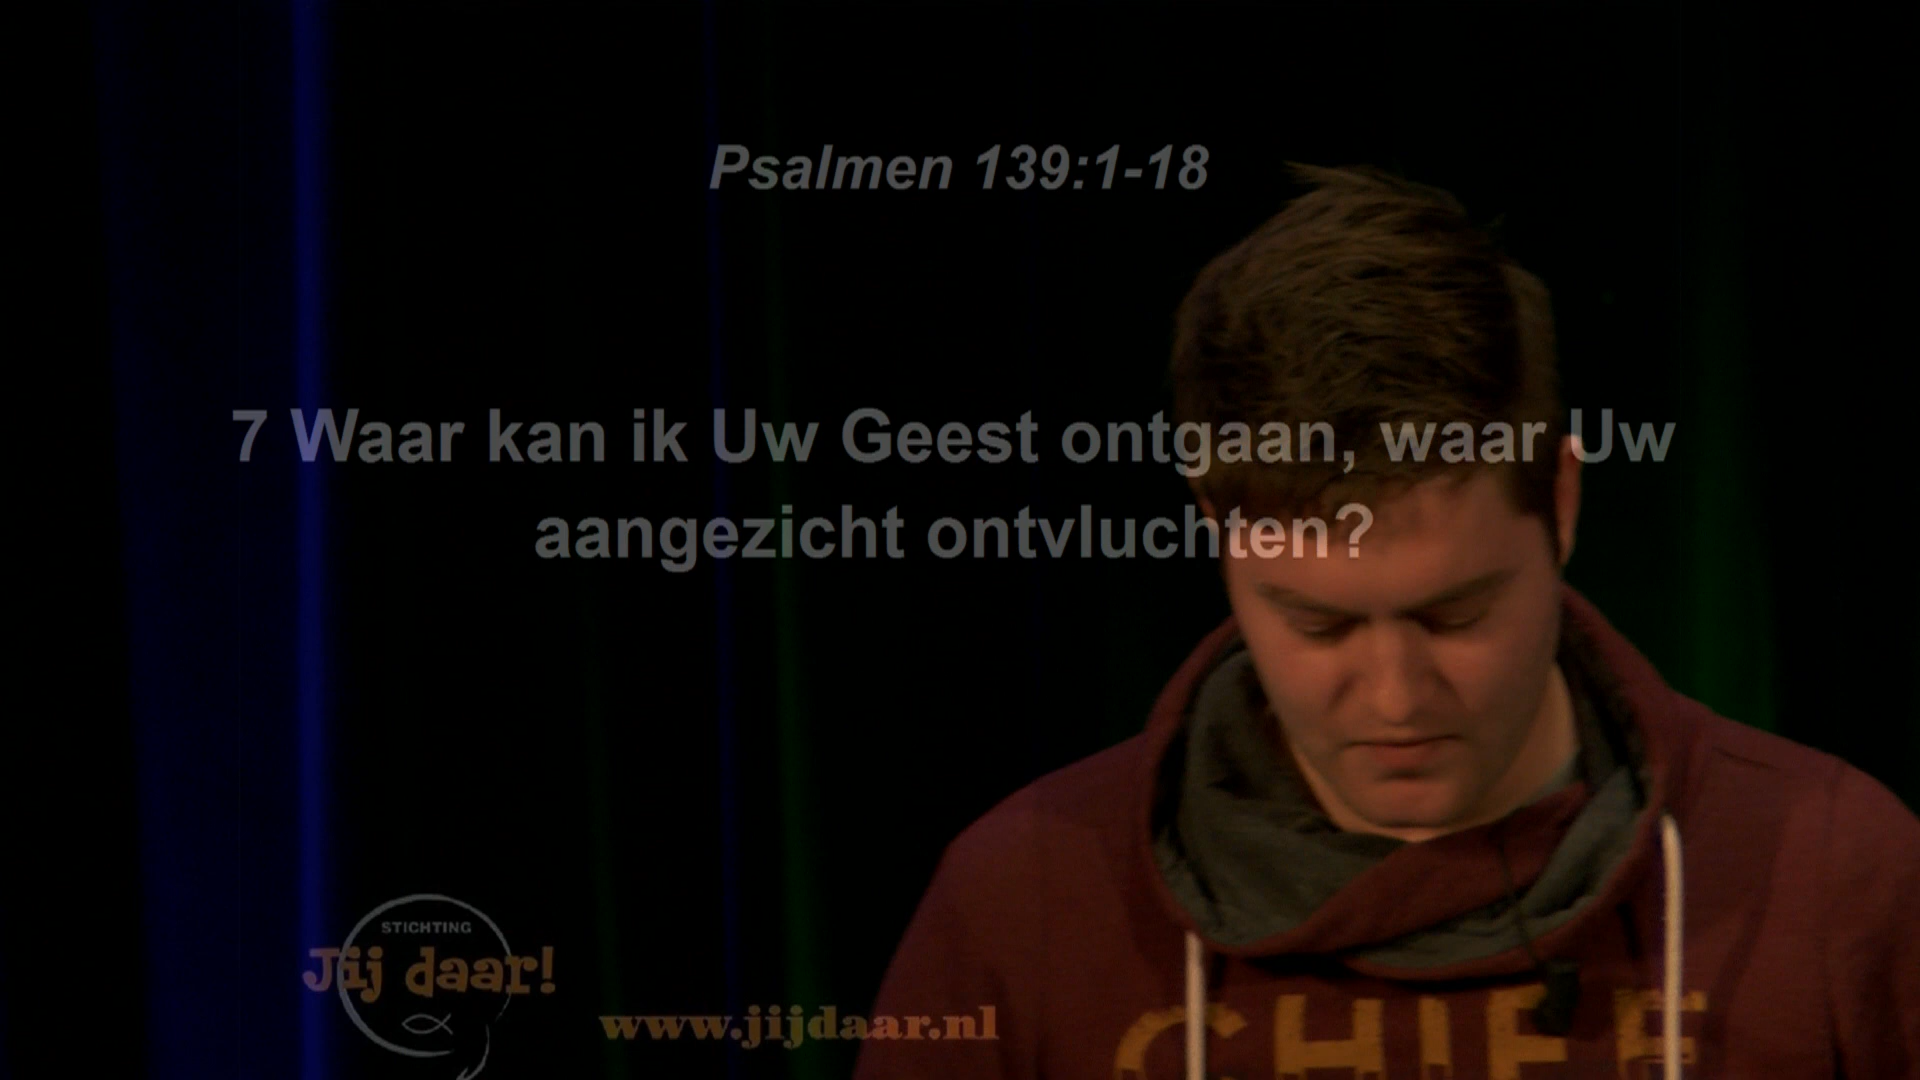 Psalmen 139:1-18
7 Waar kan ik Uw Geest ontgaan, waar Uw
aangezicht ontvluchten?
STICHTING
Jij daar!
www.jijdaar.nl
CHIEF